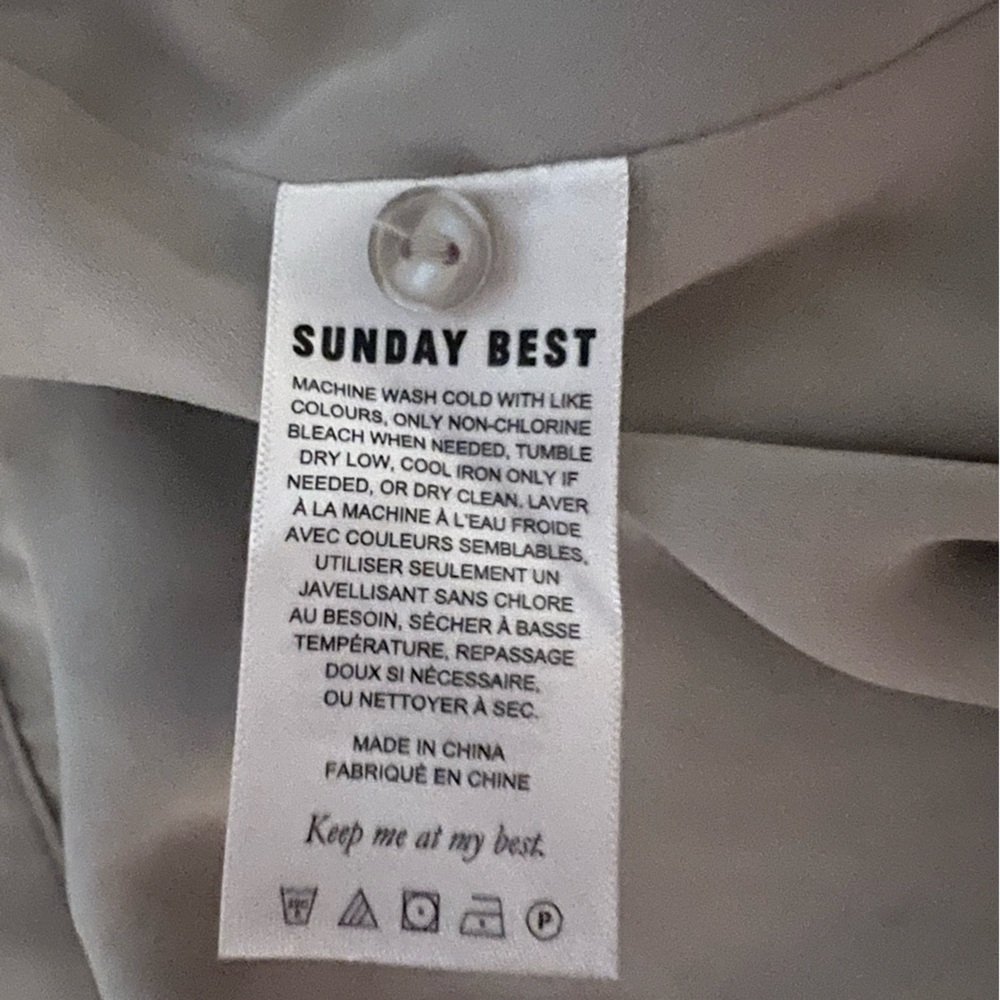 SUNDAY BEST
MACHINE WASH COLD WITH LIKE
COLOURS, ONLY NON-CHLORINE
BLEACH WHEN NEEDED, TUMBLE
DRY LOW, COOL IRON ONLY IF
NEEDED, OR DRY CLEAN. LAVER
À LA MACHINE À L'EAU FROIDE
AVEC COULEURS SEMBLABLES,
UTILISER SEULEMENT UN
JAVELLISANT SANS CHLORE
AU BESOIN, SÉCHER À BASSE
TEMPÉRATURE, REPASSAGE
DOUX SI NÉCESSAIRE,
OU NETTOYER À SEC.
MADE IN CHINA
FABRIQUÉ EN CHINE
Keep me at my best.
P